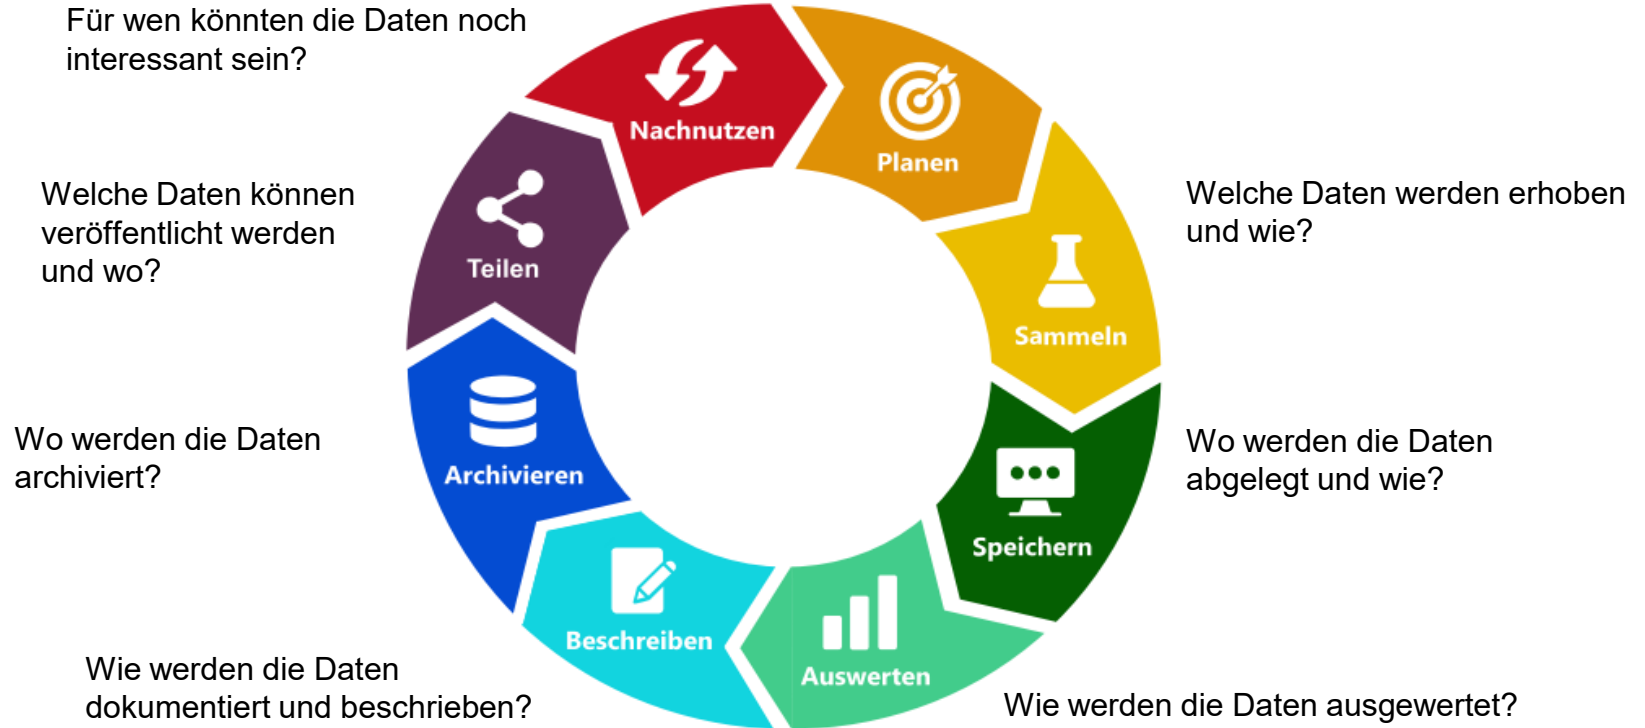 Für wen könnten die Daten noch
interessant sein?
Nachnutzen
Planen
Welche Daten können
veröffentlicht werden
und wo?
Teilen
Welche Daten werden erhoben
und wie?
Sammeln
Wo werden die Daten
archiviert?
Archivieren
Wo werden die Daten
abgelegt und wie?
Speichern
Beschreiben
Auswerten
Wie werden die Daten
dokumentiert und beschrieben?
Wie werden die Daten ausgewertet?